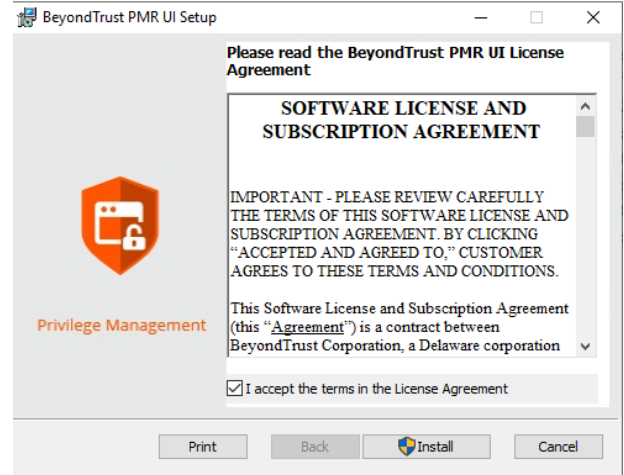 BeyondTrust PMR UI Setup
Please read the BeyondTrust PMR UI License
Agreement
SOFTWARE LICENSE AND
SUBSCRIPTION AGREEMENT
IMPORTANT - PLEASE REVIEW CAREFULLY
THE TERMS OF THIS SOFTWARE LICENSE AND
SUBSCRIPTION AGREEMENT. BY CLICKING
“ACCEPTED AND AGREED TO,” CUSTOMER
AGREES TO THESE TERMS AND CONDITIONS.
This Software License and Subscription Agreement
(this “Agreement”) is a contract between
BeyondTrust Corporation, a Delaware corporation
Privilege Management
I accept the terms in the License Agreement
Print
Back
Install
Cancel